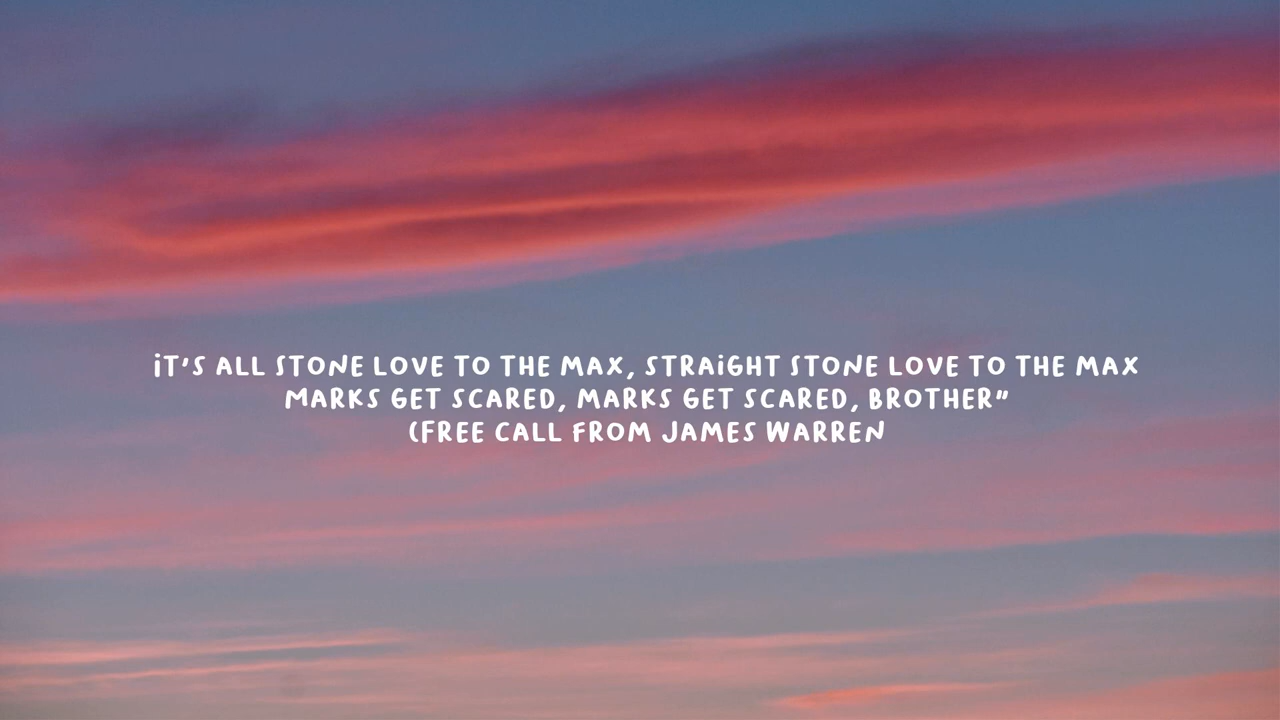 iT'S ALL STONE LOVE TO THE MAX, STRAiGHT STONE LOVE TO THE MAX
MARKS GET SCARED, MARKS GET SCARED, BROTHER"
(FREE CALL FROM JAMES WARREN